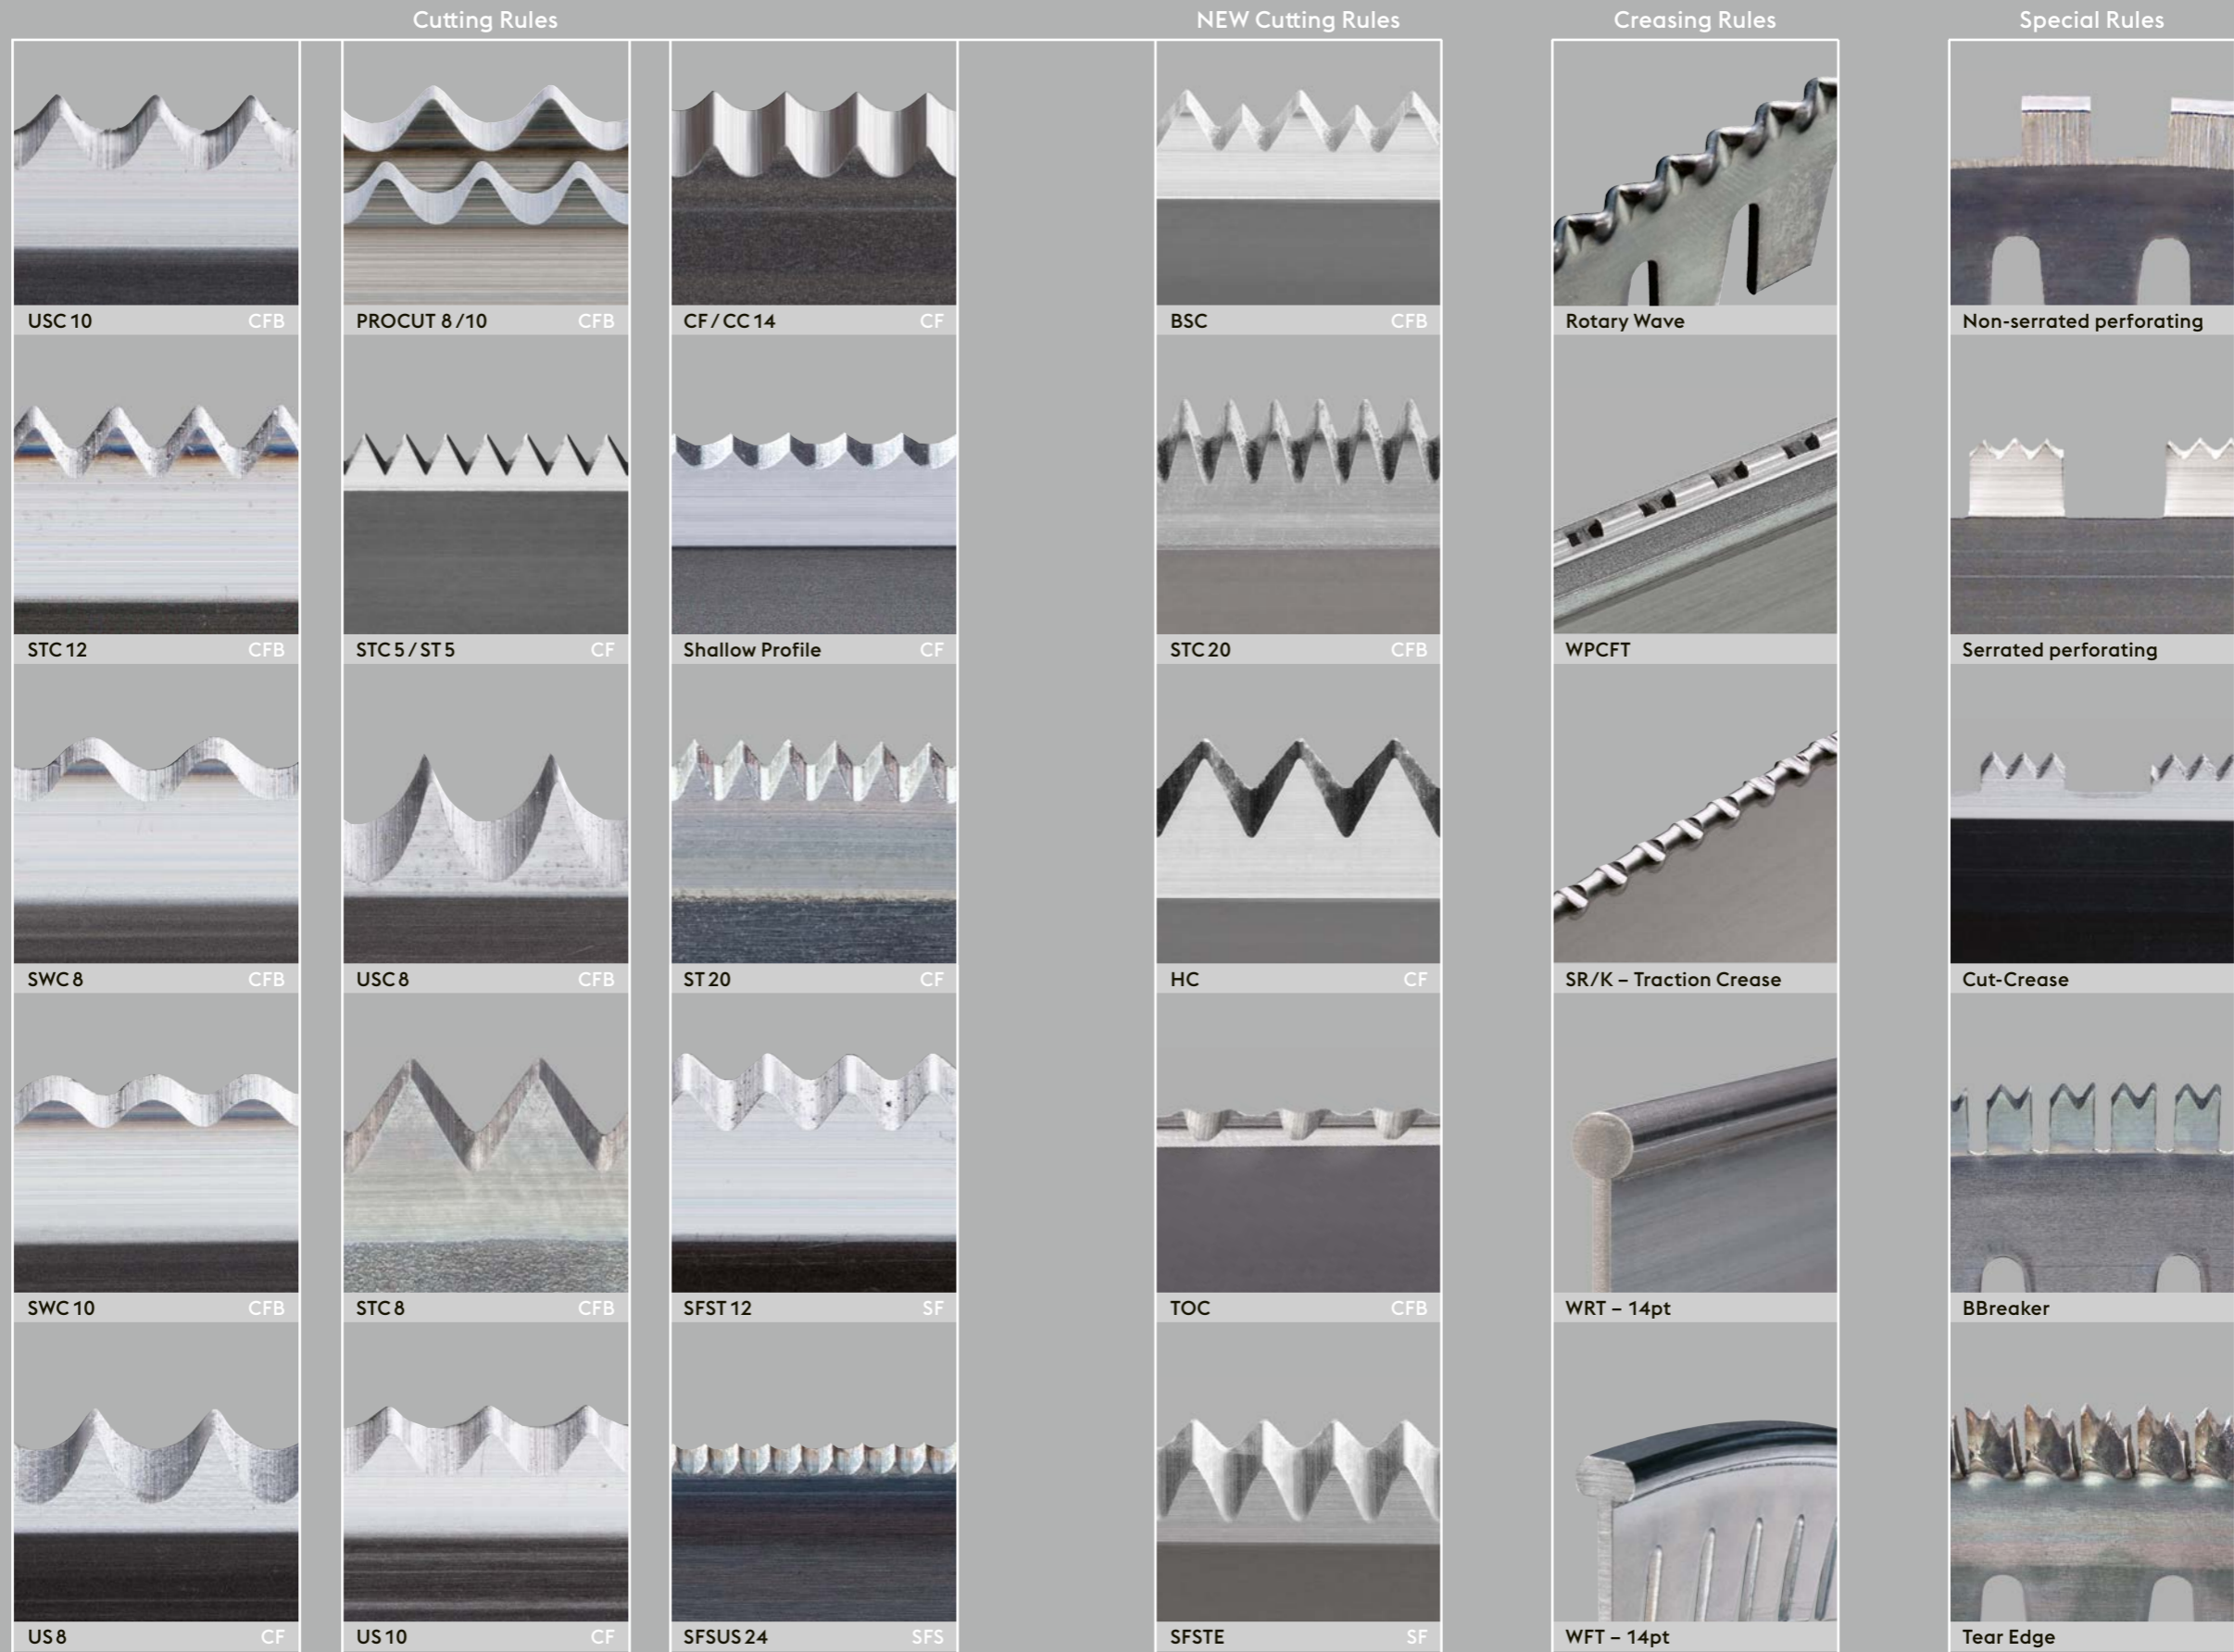 Cutting Rules
NEW Cutting Rules
Creasing Rules
Special Rules
USC 10 CFB
PROCUT 8/10 CFB
CF/CC 14 CF
BSC CFB
Rotary Wave
Non-serrated perforating
STC 12 CFB
STC 5/ST 5 CF
Shallow Profile CF
STC 20 CFB
WPCFT
Serrated perforating
SWC 8 CFB
USC 8 CFB
ST 20 CF
HC CF
SR/K – Traction Crease
Cut-Crease
SWC 10 CFB
STC 8 CFB
SFST 12 SF
TOC CFB
WRT – 14pt
BBreaker
US 8 CF
US 10 CF
SFSUS 24 SFS
SFSTE SF
WFT – 14pt
Tear Edge